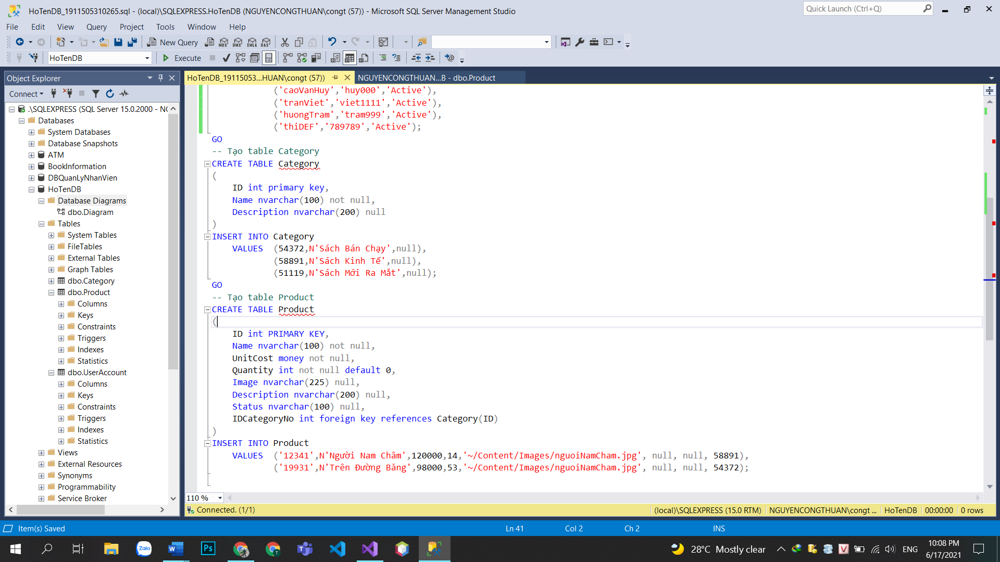 HoTenDB_1911505310265.sql - (local)\SQLEXPRESS.HoTenDB (NGUYENCONGTHUAN\congt (57)) - Microsoft SQL Server Management Studio
Quick Launch (Ctrl+Q)
File Edit View Query Project Tools Window Help
New Query MDX DMX XMLA DAX
HoTenDB Execute
Object Explorer
Connect
.\SQLEXPRESS (SQL Server 15.0.2000 - NG
Databases
System Databases
Database Snapshots
ATM
BookInformation
DBQuanLyNhanVien
HoTenDB
Database Diagrams
dbo.Diagram
Tables
System Tables
FileTables
External Tables
Graph Tables
dbo.Category
dbo.Product
Columns
Keys
Constraints
Triggers
Indexes
Statistics
dbo.UserAccount
Columns
Keys
Constraints
Triggers
Indexes
Statistics
Views
External Resources
Synonyms
Programmability
Service Broker
HoTenDB_19115053...HUAN\congt (57)) NGUYENCONGTHUAN...B - dbo.Product
('caoVanHuy','huy000','Active'),
('tranViet','viet1111','Active'),
('huongTram','tram999','Active'),
('thiDEF','789789','Active');
GO
-- Tạo table Category
CREATE TABLE Category
(
ID int primary key,
Name nvarchar(100) not null,
Description nvarchar(200) null
)
INSERT INTO Category
VALUES (54372,N'Sách Bán Chạy',null),
(58891,N'Sách Kinh Tế',null),
(51119,N'Sách Mới Ra Mắt',null);
GO
-- Tạo table Product
CREATE TABLE Product
(
ID int PRIMARY KEY,
Name nvarchar(100) not null,
UnitCost money not null,
Quantity int not null default 0,
Image nvarchar(225) null,
Description nvarchar(200) null,
Status nvarchar(100) null,
IDCategoryNo int foreign key references Category(ID)
)
INSERT INTO Product
VALUES ('12341',N'Người Nam Châm',120000,14,'~/Content/Images/nguoiNamCham.jpg', null, null, 58891),
('19931',N'Trên Đường Băng',98000,53,'~/Content/Images/nguoiNamCham.jpg', null, null, 54372);
110 %
Connected. (1/1) (local)\SQLEXPRESS (15.0 RTM) NGUYENCONGTHUAN\congt ... HoTenDB 00:00:00 0 rows
Item(s) Saved Ln 41 Col 2 Ch 2 INS
Zalo W Ps T 28°C Mostly clear V ENG 10:08 PM
6/17/2021